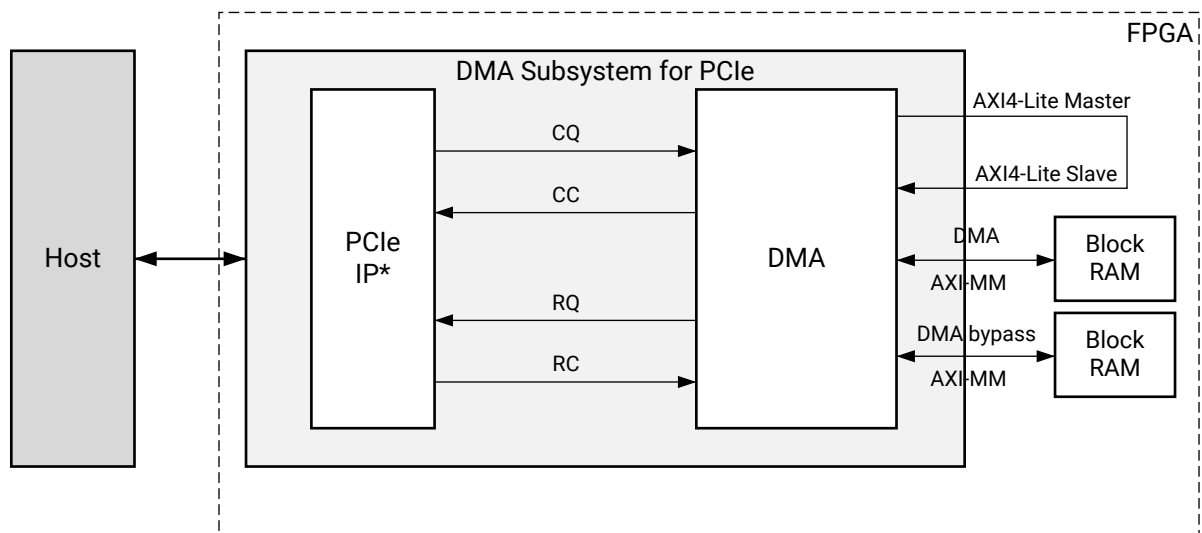 FPGA
DMA Subsystem for PCIe
AXI4-Lite Master
CQ
AXI4-Lite Slave
CC
Host
PCIe
IP*
DMA
DMA
AXI-MM
Block
RAM
RQ
DMA bypass
AXI-MM
Block
RAM
RC